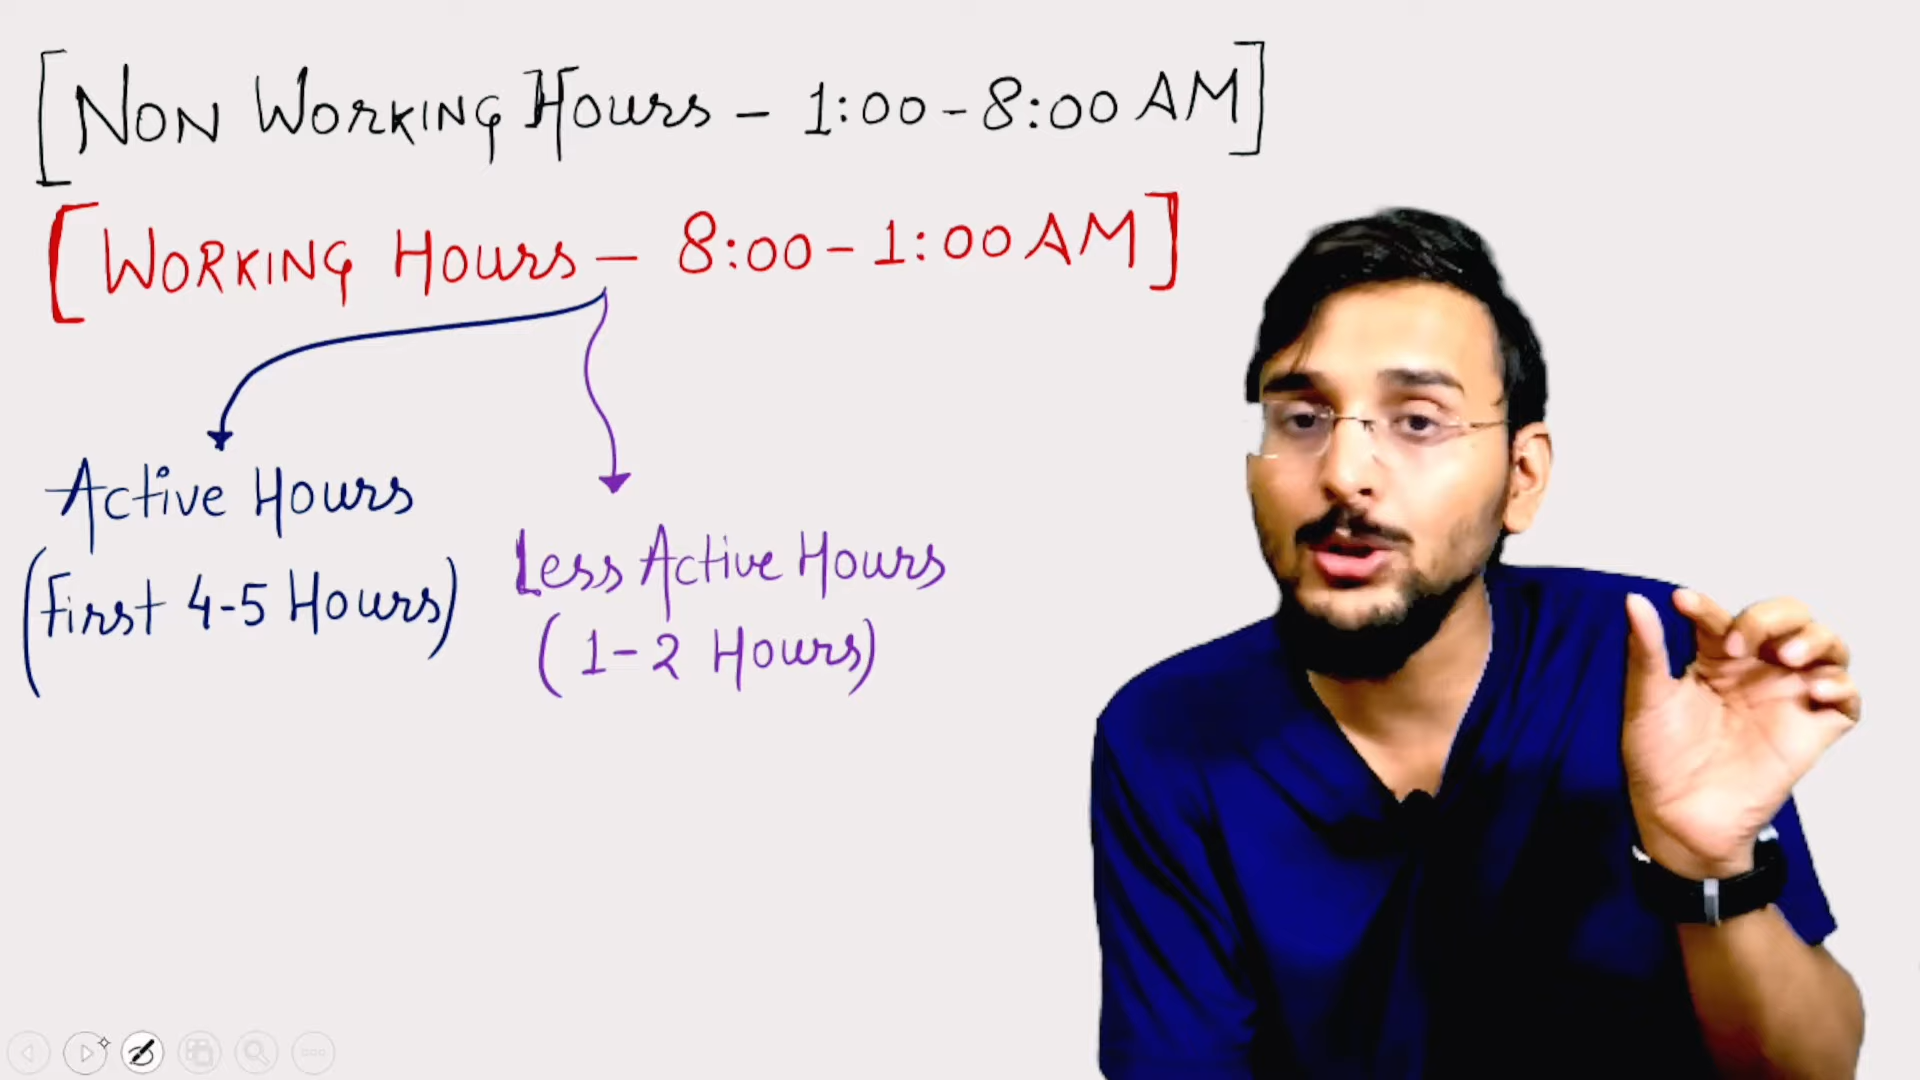 [NON WORKING HOURS - 1:00 - 8:00 AM]
[WORKING HOURS - 8:00 - 1:00 AM]
ACTIVE HOURS
(FIRST 4-5 HOURS)
LESS ACTIVE HOURS
(1-2 HOURS)